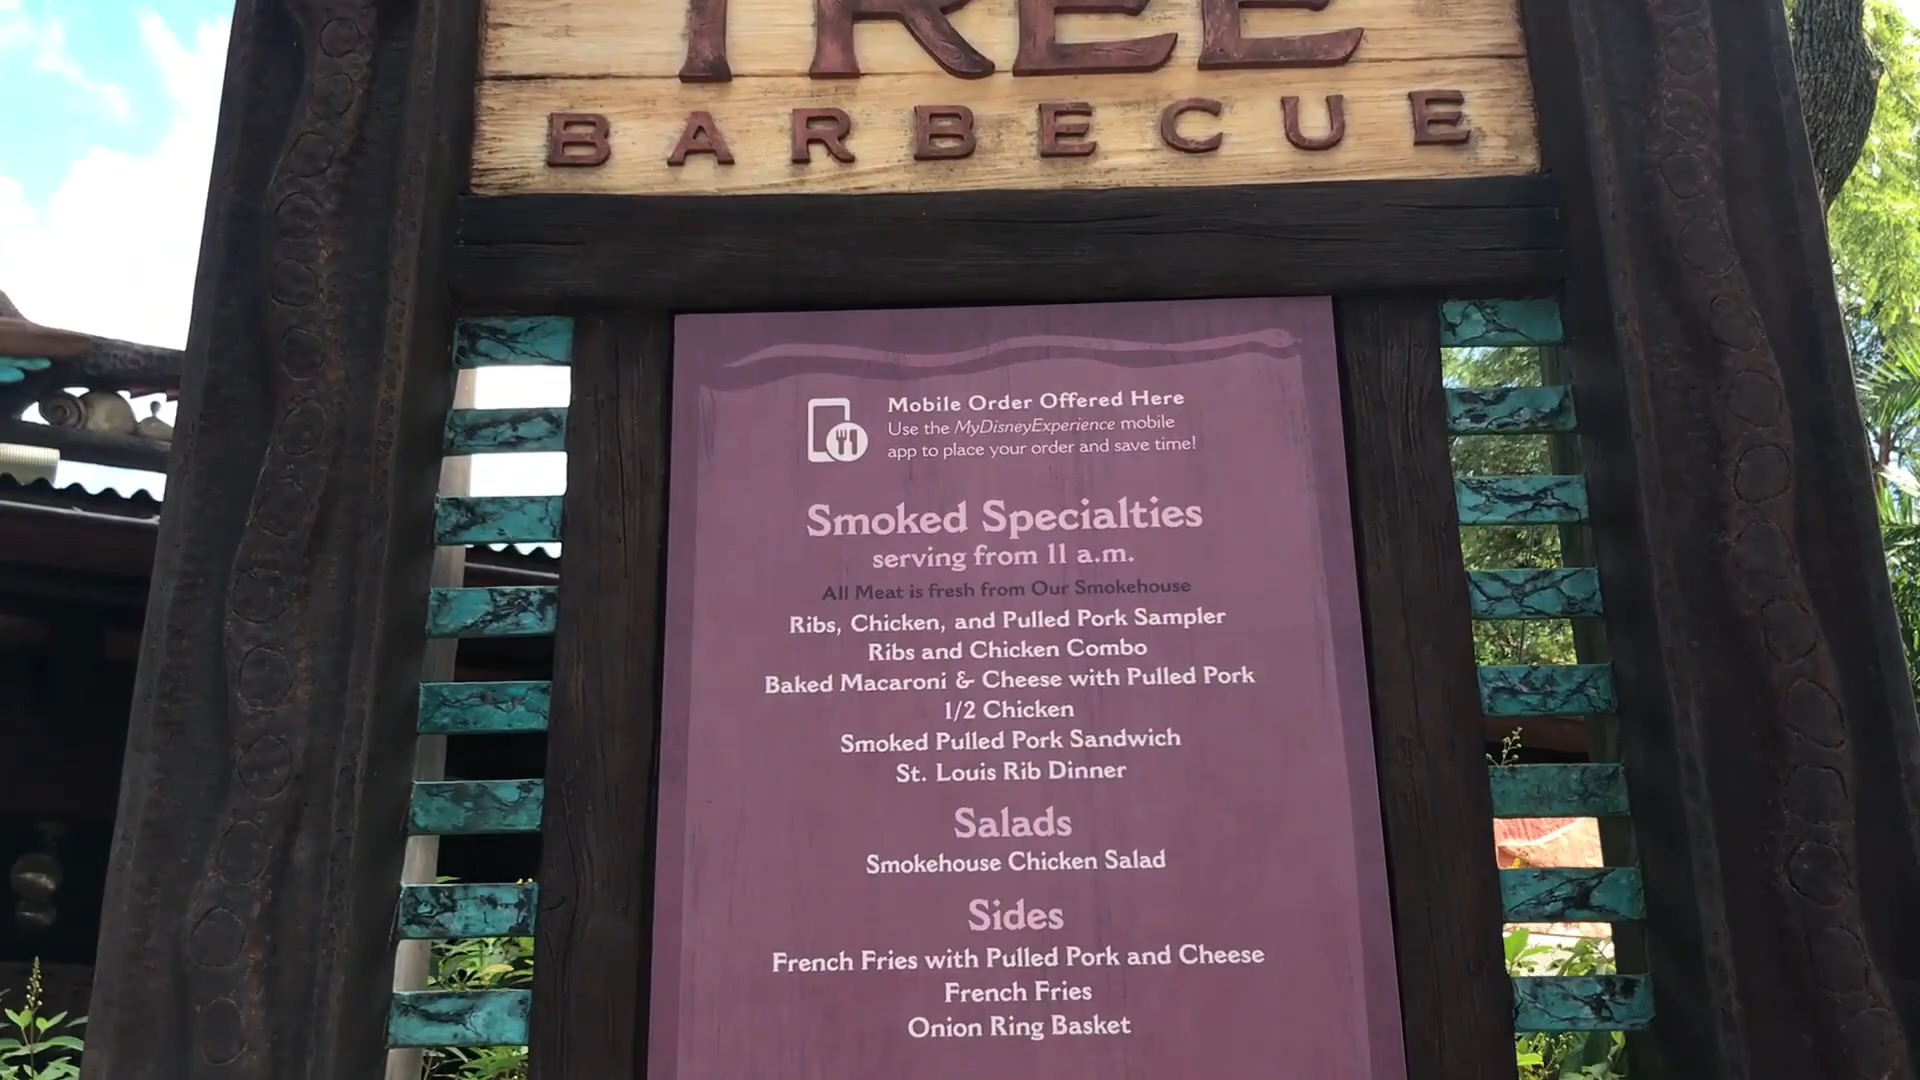 TREE
BARBECUE
Mobile Order Offered Here
Use the MyDisneyExperience mobile
app to place your order and save time!
Smoked Specialties
serving from 11 a.m.
All Meat is fresh from Our Smokehouse
Ribs, Chicken, and Pulled Pork Sampler
Ribs and Chicken Combo
Baked Macaroni & Cheese with Pulled Pork
1/2 Chicken
Smoked Pulled Pork Sandwich
St. Louis Rib Dinner
Salads
Smokehouse Chicken Salad
Sides
French Fries with Pulled Pork and Cheese
French Fries
Onion Ring Basket